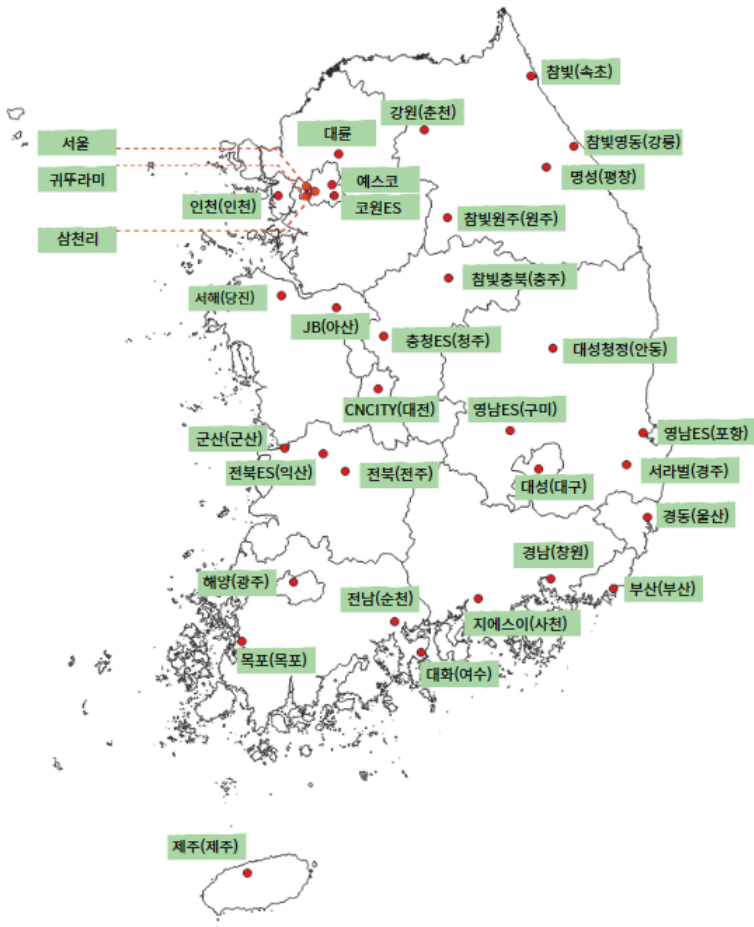 참빛(속초)
강원(춘천)
대륜
서울
참빛영동(강릉)
귀뚜라미
예스코
명성(평창)
인천(인천)
코원ES
참빛원주(원주)
삼천리
참빛충북(충주)
서해(당진)
JB(아산)
충청ES(청주)
대성청정(안동)
CNCITY(대전)
영남ES(구미)
군산(군산)
영남ES(포항)
전북ES(익산)
전북(전주)
대성(대구)
서라벌(경주)
경동(울산)
경남(창원)
해양(광주)
전남(순천)
부산(부산)
지에스이(사천)
목포(목포)
대화(여수)
제주(제주)